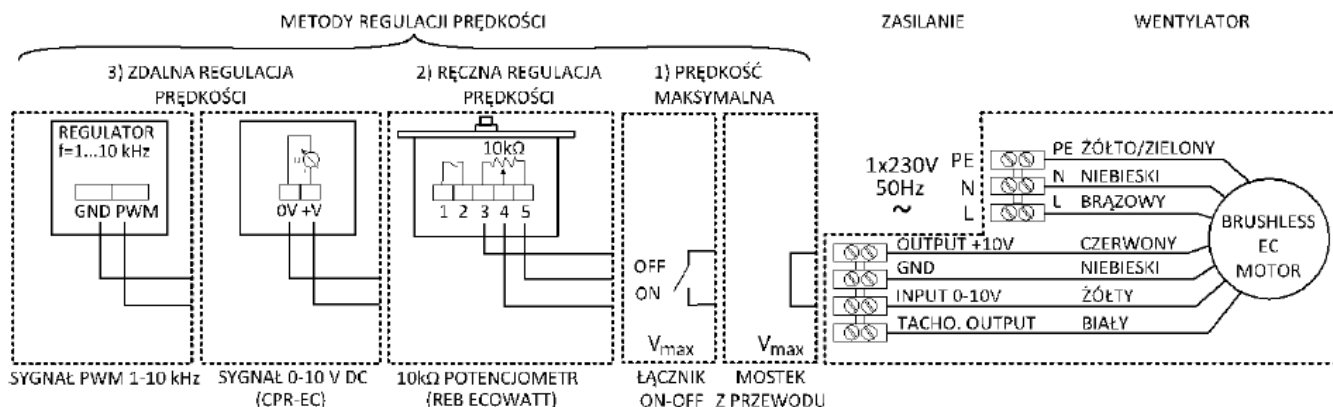 METODY REGULACJI PRĘDKOŚCI
ZASILANIE
WENTYLATOR
3) ZDALNA REGULACJA
PRĘDKOŚCI
2) RĘCZNA REGULACJA
PRĘDKOŚCI
1) PRĘDKOŚĆ
MAKSYMALNA
REGULATOR
f=1...10 kHz
GND PWM
U
0V +V
10kΩ
1 2 3 4 5
OFF
ON
Vmax
Vmax
1x230V
50Hz
~
PE
N
L
PE ŻÓŁTO/ZIELONY
N NIEBIESKI
L BRĄZOWY
OUTPUT +10V CZERWONY
GND NIEBIESKI
INPUT 0-10V ŻÓŁTY
TACHO. OUTPUT BIAŁY
BRUSHLESS
EC
MOTOR
SYGNAŁ PWM 1-10 kHz
SYGNAŁ 0-10 V DC
(CPR-EC)
10kΩ POTENCJOMETR
(REB ECOWATT)
ŁĄCZNIK
ON-OFF
MOSTEK
Z PRZEWODU